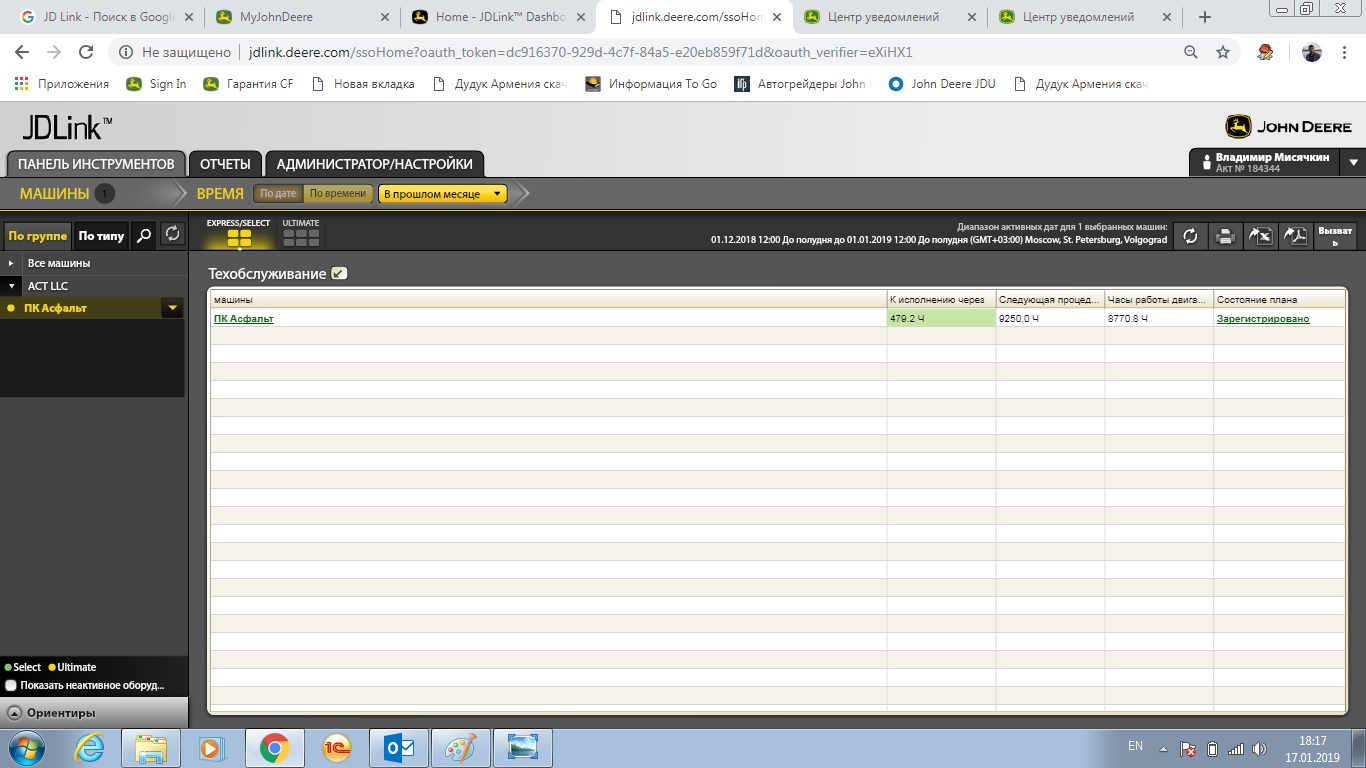 JD Link - Поиск в Google
MyJohnDeere
Home - JDLink™ Dashbo
jdlink.deere.com/ssoHom
Центр уведомлений
Центр уведомлений
Не защищено
jdlink.deere.com/ssoHome?oauth_token=dc916370-929d-4c7f-84a5-e20eb859f71d&oauth_verifier=eXiHX1
Приложения
Sign In
Гарантия CF
Новая вкладка
Дудук Армения скач
Информация To Go
Автогрейдеры John
John Deere JDU
Дудук Армения скач
JDLink™
JOHN DEERE
ПАНЕЛЬ ИНСТРУМЕНТОВ
ОТЧЕТЫ
АДМИНИСТРАТОР/НАСТРОЙКИ
Владимир Мисячкин
Акт № 184344
МАШИНЫ 1
ВРЕМЯ
По дате
По времени
В прошлом месяце
По группе
По типу
EXPRESS/SELECT
ULTIMATE
Диапазон активных дат для 1 выбранных машин:
01.12.2018 12:00 До полудня до 01.01.2019 12:00 До полудня (GMT+03:00) Moscow, St. Petersburg, Volgograd
Вызват
ь
Все машины
ACT LLC
ПК Асфальт
Техобслуживание
машины
К исполнению через
Следующая процед...
Часы работы двига...
Состояние плана
ПК Асфальт
479.2 Ч
9250.0 Ч
8770.8 Ч
Зарегистрировано
Select
Ultimate
Показать неактивное оборуд...
Ориентиры
EN
18:17
17.01.2019